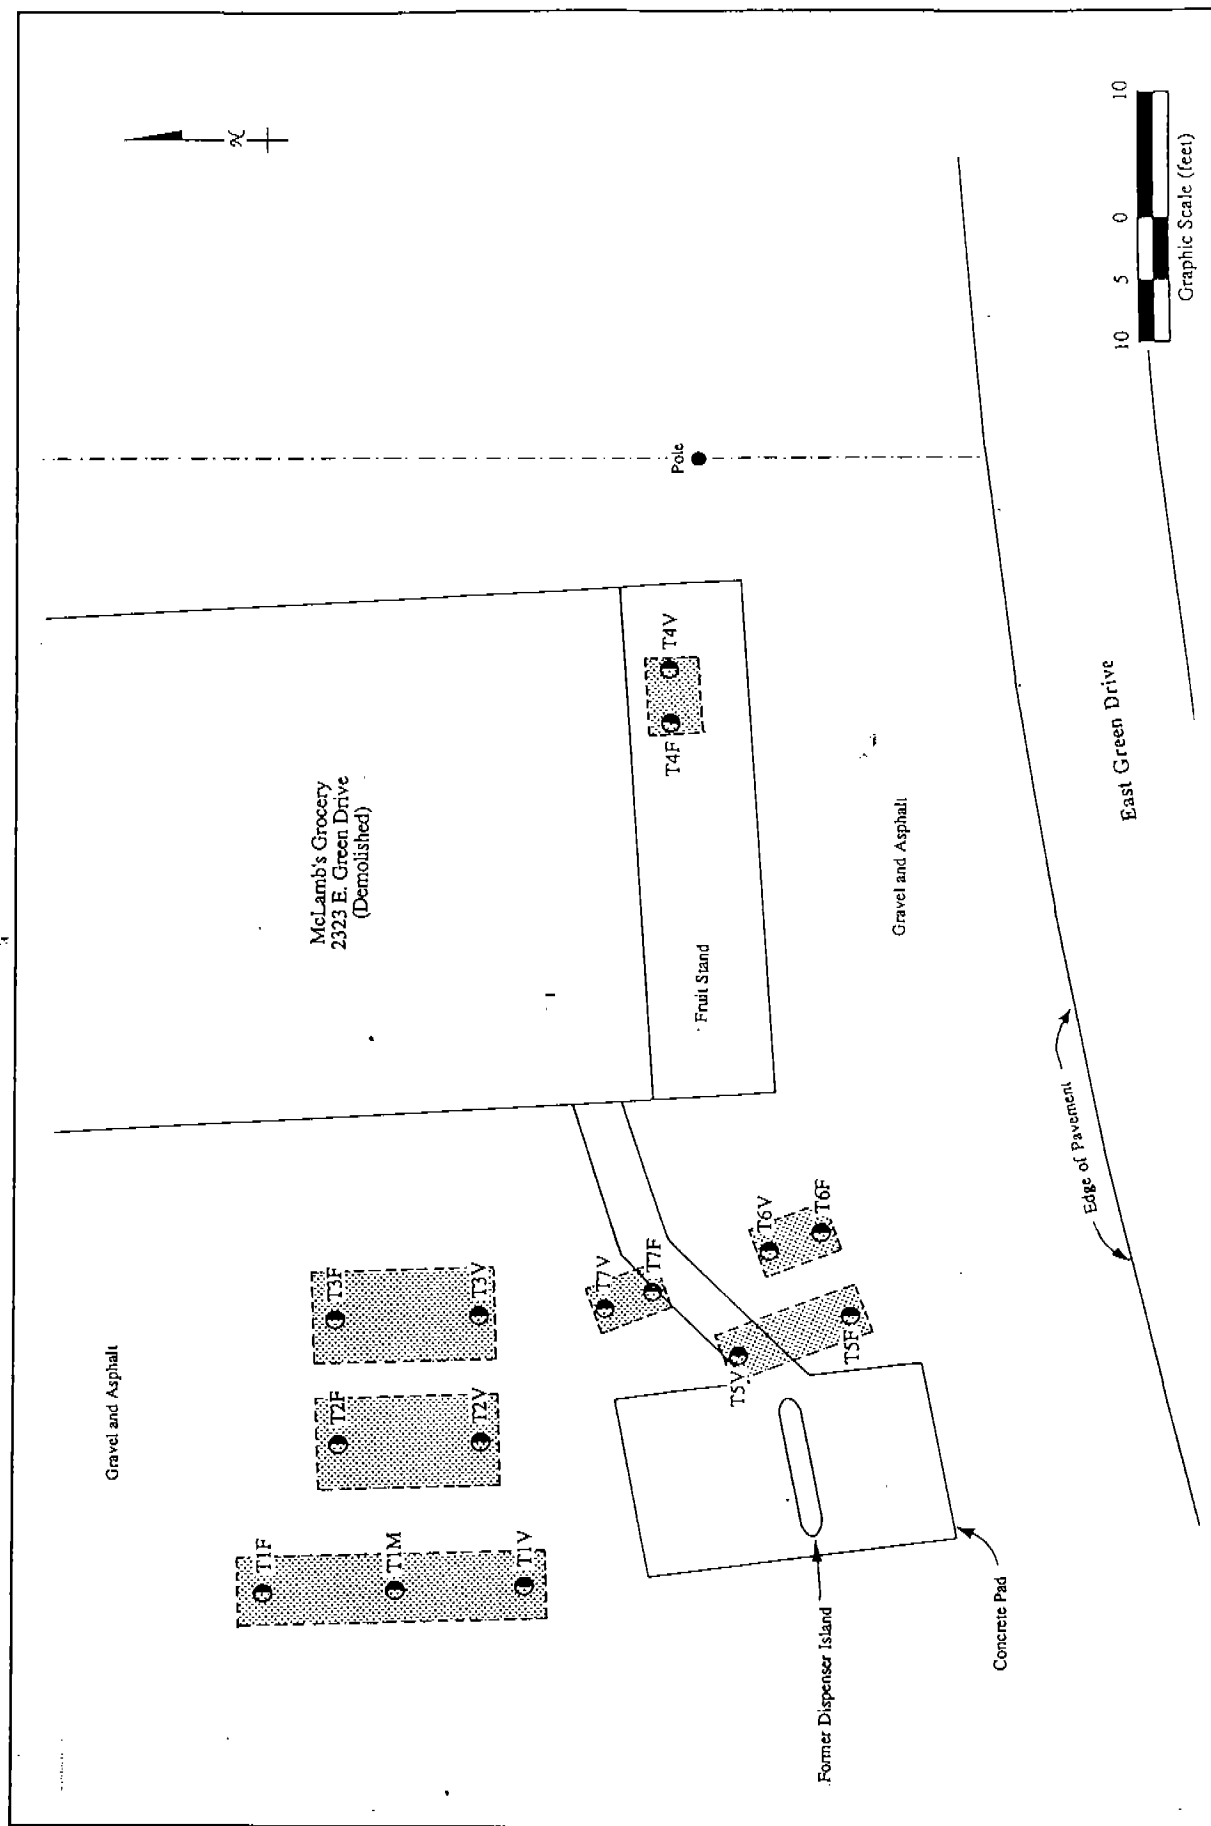 N
Gravel and Asphalt
McLamb's Grocery
2323 E. Green Drive
(Demolished)
T1F
T1M
T1V
T2F
T2V
T3F
T3V
T7V
T7F
T4F
T4V
Pole
Fruit Stand
T5V
T5F
T6V
T6F
Gravel and Asphalt
Former Dispenser Island
Concrete Pad
Edge of Pavement
East Green Drive
10 5 0 10
Graphic Scale (feet)